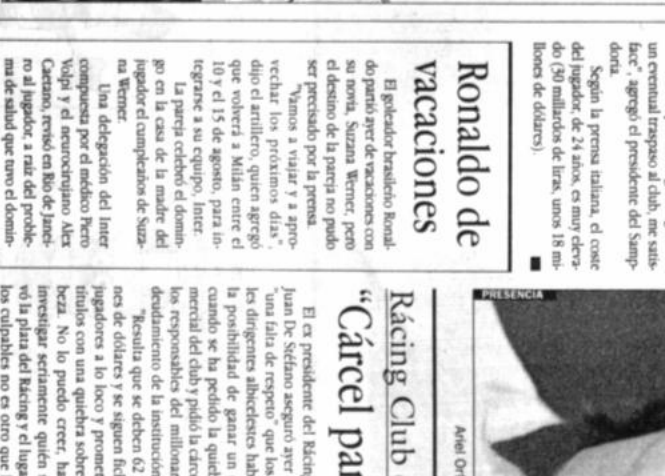 un eventual traspaso al club, me satis-
face", agregó el presidente del Samp-
doria.
Según la prensa italiana, el coste
del jugador, de 24 años, es muy eleva-
do (30 millardos de liras, unos 18 mi-
llones de dólares).
Ronaldo de
vacaciones
El goleador brasileño Ronal-
do partió ayer de vacaciones con
su novia, Suzana Werner, pero
el destino de la pareja no pudo
ser precisado por la prensa.
"Vamos a viajar y a apro-
vechar los próximos días",
dijo el artillero, quien agregó
que volverá a Milán entre el
10 y el 15 de agosto, para in-
tegrarse a su equipo, Inter.
La pareja celebró el domin-
go en la casa de la madre del
jugador el cumpleaños de Suza-
na Werner.
Una delegación del Inter
compuesta por el médico Piero
Volpi y el neurocirujano Alex
Caetano, revisó en Río de Janei-
ro al jugador, a raíz del proble-
ma de salud que tuvo el domin-
PRESENCIA
Ariel Or
Rácing Club
"Cárcel par
El ex presidente del Rácin
Juan De Stéfano aseguró ayer
"una falta de respeto" que los
les dirigentes albicelestes hab
la posibilidad de ganar un
cuando se ha pedido la quieb
mercial del club y pidió la cárc
los responsables del millonar
deudamiento de la institución
"Resulta que se deben 62
nes de dólares y se siguen fich
jugadores a lo loco y promet
títulos con una quiebra sobre
beza. No lo puedo creer, ha
investigar seriamente quién
vó la plata del Racing y el luga
los culpables no es otro que